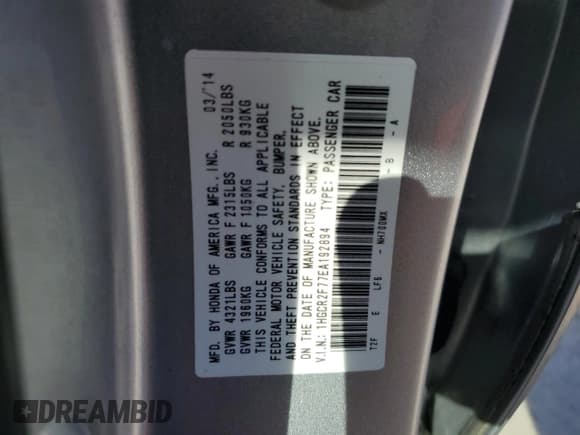 MFD. BY HONDA OF AMERICA MFG., INC. 03/'14
GVWR 4321LBS GAWR F 2315LBS R 2050LBS
GVWR 1960KG GAWR F 1050KG R 930KG
THIS VEHICLE CONFORMS TO ALL APPLICABLE
FEDERAL MOTOR VEHICLE SAFETY, BUMPER,
AND THEFT PREVENTION STANDARDS IN EFFECT
ON THE DATE OF MANUFACTURE SHOWN ABOVE.
V.I.N.: 1HGCR2F77EA192894 TYPE: PASSENGER CAR
T2F E LF6 - NH700MX - B - A
DREAMBID